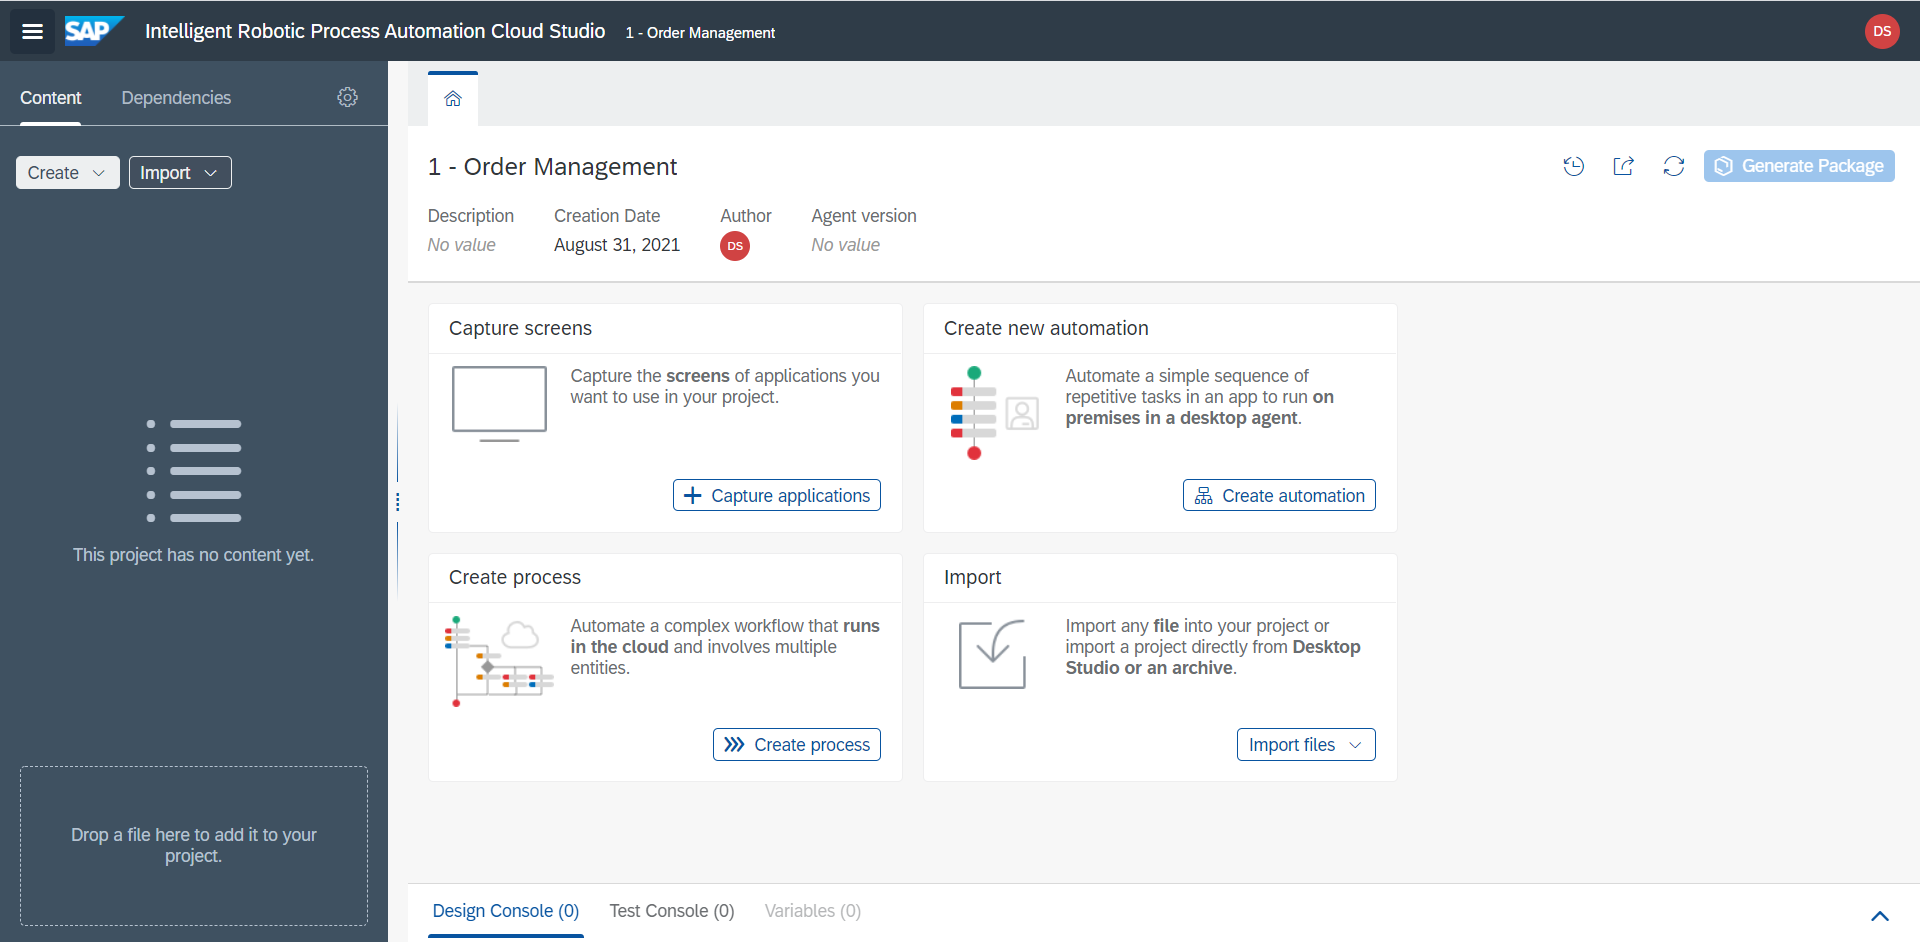 SAP Intelligent Robotic Process Automation Cloud Studio 1 - Order Management DS
Content Dependencies
Create Import
This project has no content yet.
Drop a file here to add it to your
project.
1 - Order Management
Generate Package
Description Creation Date Author Agent version
No value August 31, 2021 DS No value
Capture screens
Capture the screens of applications you
want to use in your project.
Capture applications
Create new automation
Automate a simple sequence of
repetitive tasks in an app to run on
premises in a desktop agent.
Create automation
Create process
Automate a complex workflow that runs
in the cloud and involves multiple
entities.
Create process
Import
Import any file into your project or
import a project directly from Desktop
Studio or an archive.
Import files
Design Console (0) Test Console (0) Variables (0)